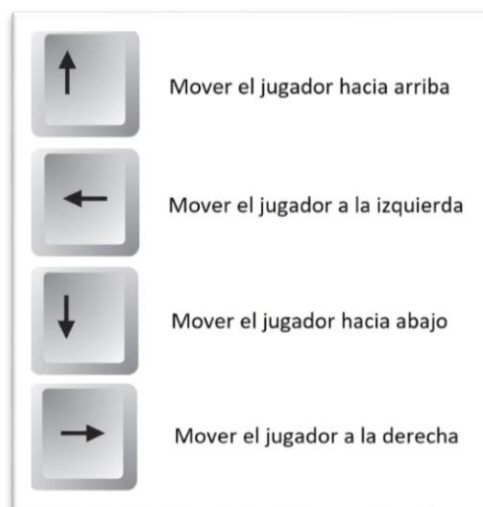 Mover el jugador hacia arriba
Mover el jugador a la izquierda
Mover el jugador hacia abajo
Mover el jugador a la derecha